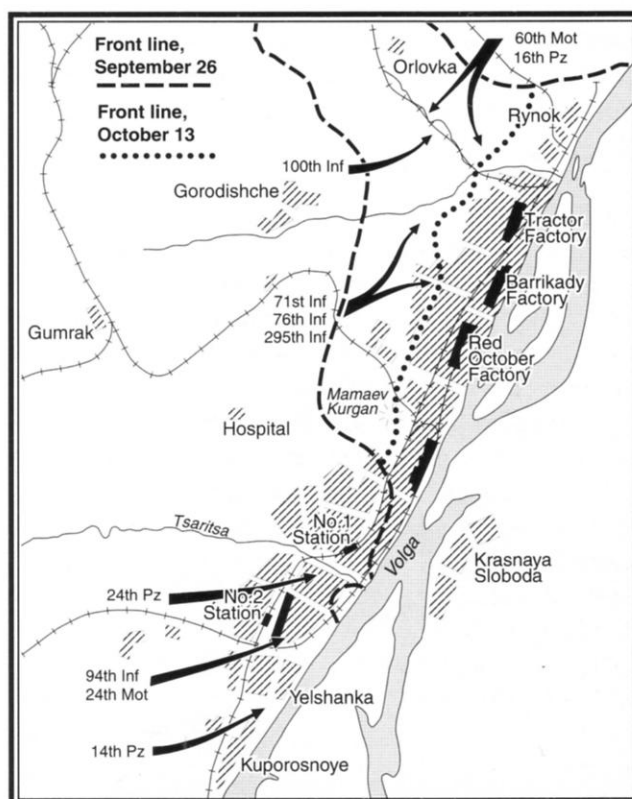 Front line,
September 26
Front line,
October 13
60th Mot
16th Pz
Orlovka
Rynok
100th Inf
Gorodishche
Tractor
Factory
Barrikady
Factory
71st Inf
76th Inf
295th Inf
Gumrak
Red
October
Factory
Mamaev
Kurgan
Hospital
Tsaritsa
No.1
Station
Volga
Krasnaya
Sloboda
24th Pz
No.2
Station
94th Inf
24th Mot
Yelshanka
14th Pz
Kuporosnoye